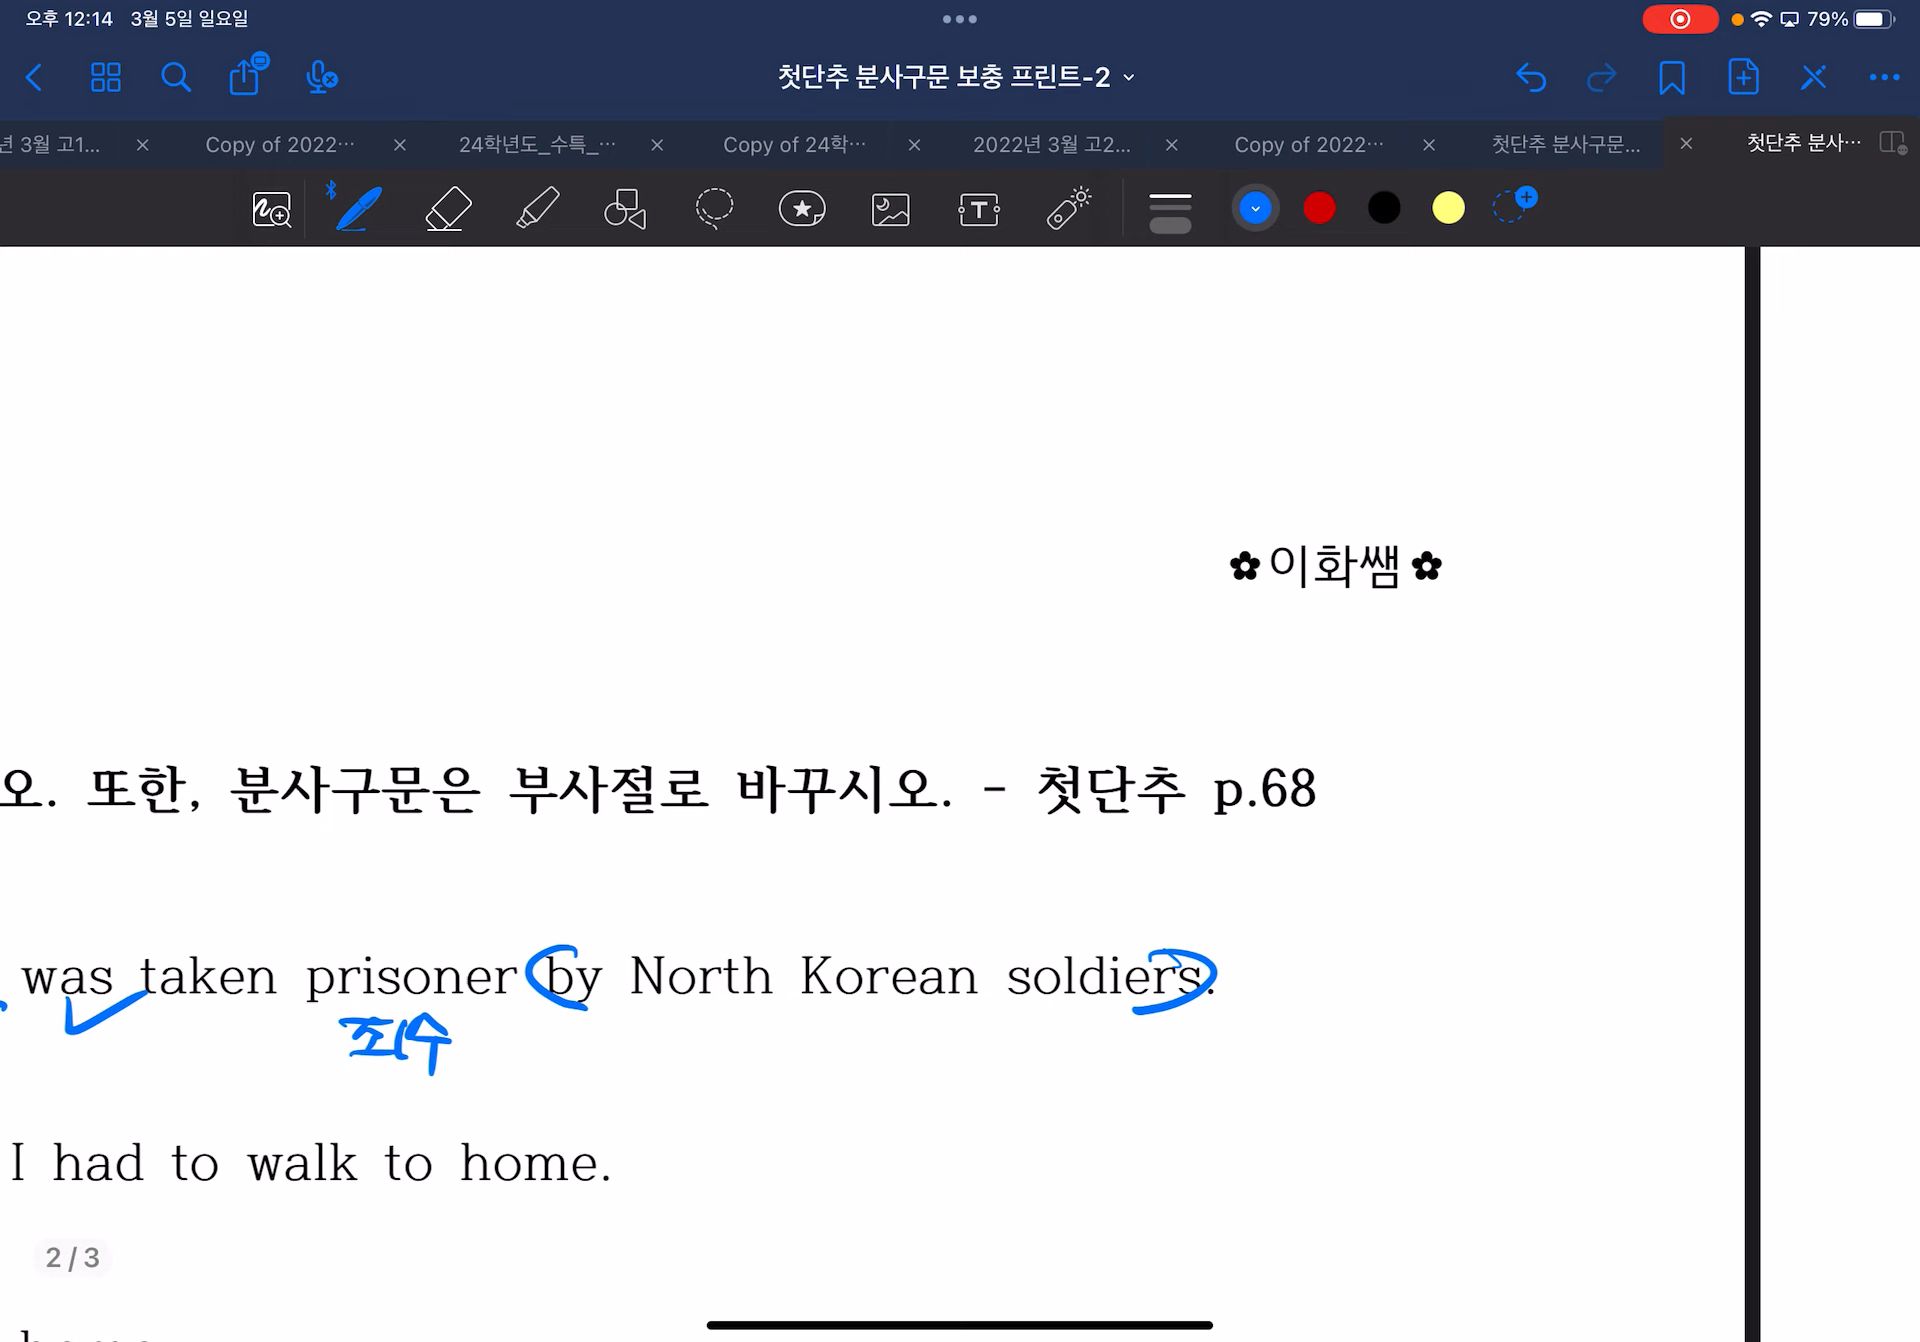 오후 12:14 3월 5일 일요일
79%
첫단추 분사구문 보충 프린트-2
년 3월 고1... Copy of 2022... 24학년도_수특_... Copy of 24학... 2022년 3월 고2... Copy of 2022... 첫단추 분사구문... 첫단추 분사...
✿이화쌤✿
오. 또한, 분사구문은 부사절로 바꾸시오. - 첫단추 p.68
was taken prisoner by North Korean soldiers.
죄수
I had to walk to home.
2 / 3